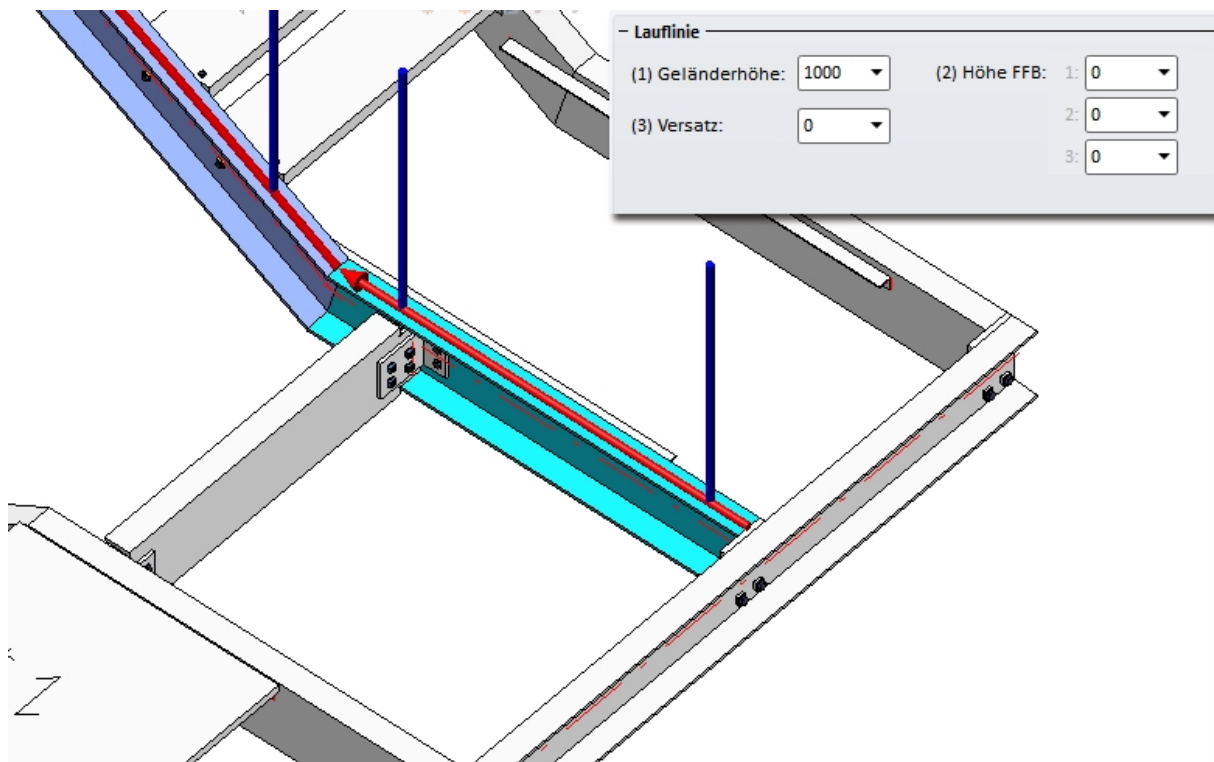 Lauflinie
(1) Geländerhöhe: 1000 (2) Höhe FFB: 1: 0
(3) Versatz: 0 2: 0
3: 0
Z